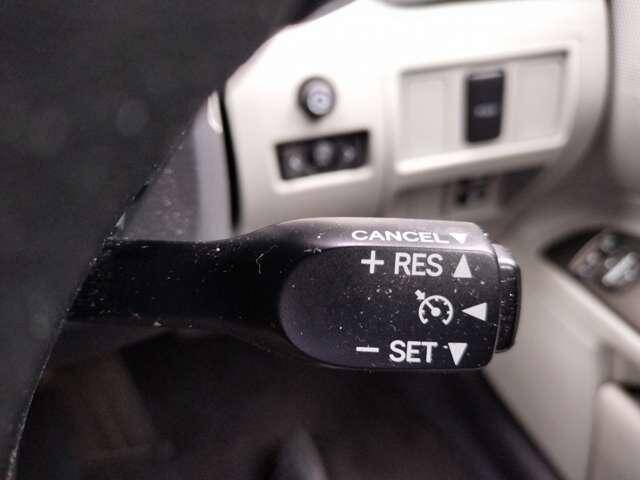 CANCEL▼
+ RES ▲
◄
− SET ▼